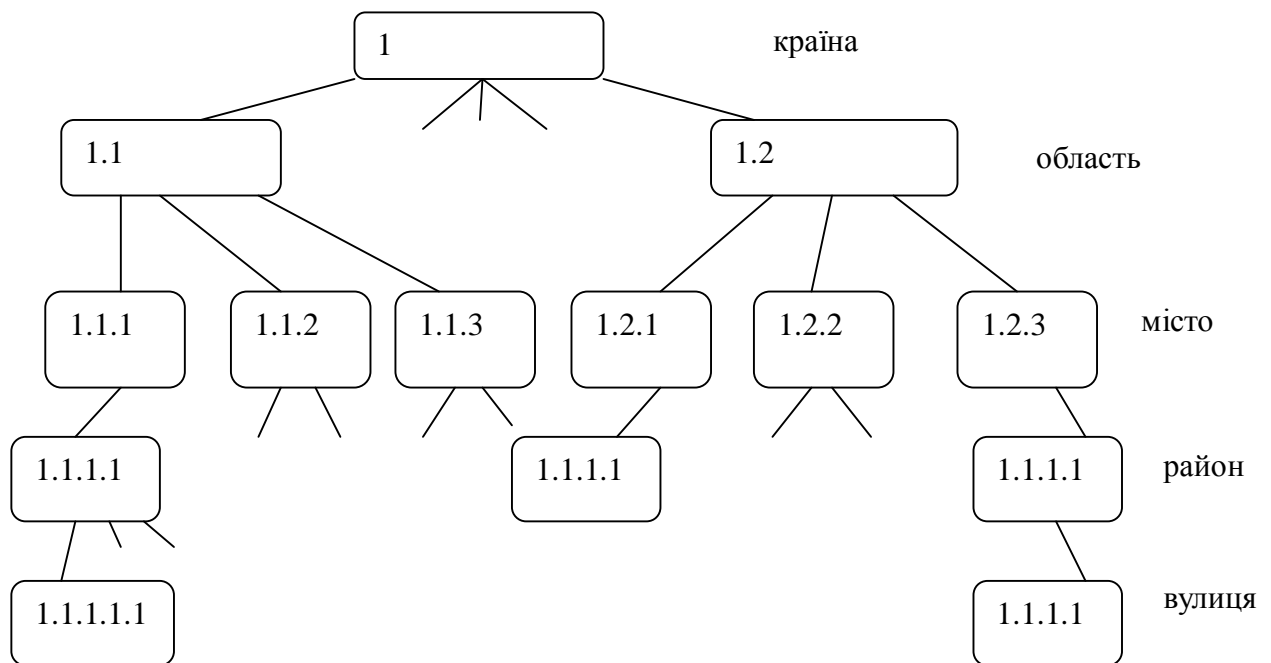 1 країна
1.1 1.2 область
1.1.1 1.1.2 1.1.3 1.2.1 1.2.2 1.2.3 місто
1.1.1.1 1.1.1.1 1.1.1.1 район
1.1.1.1.1 1.1.1.1 вулиця